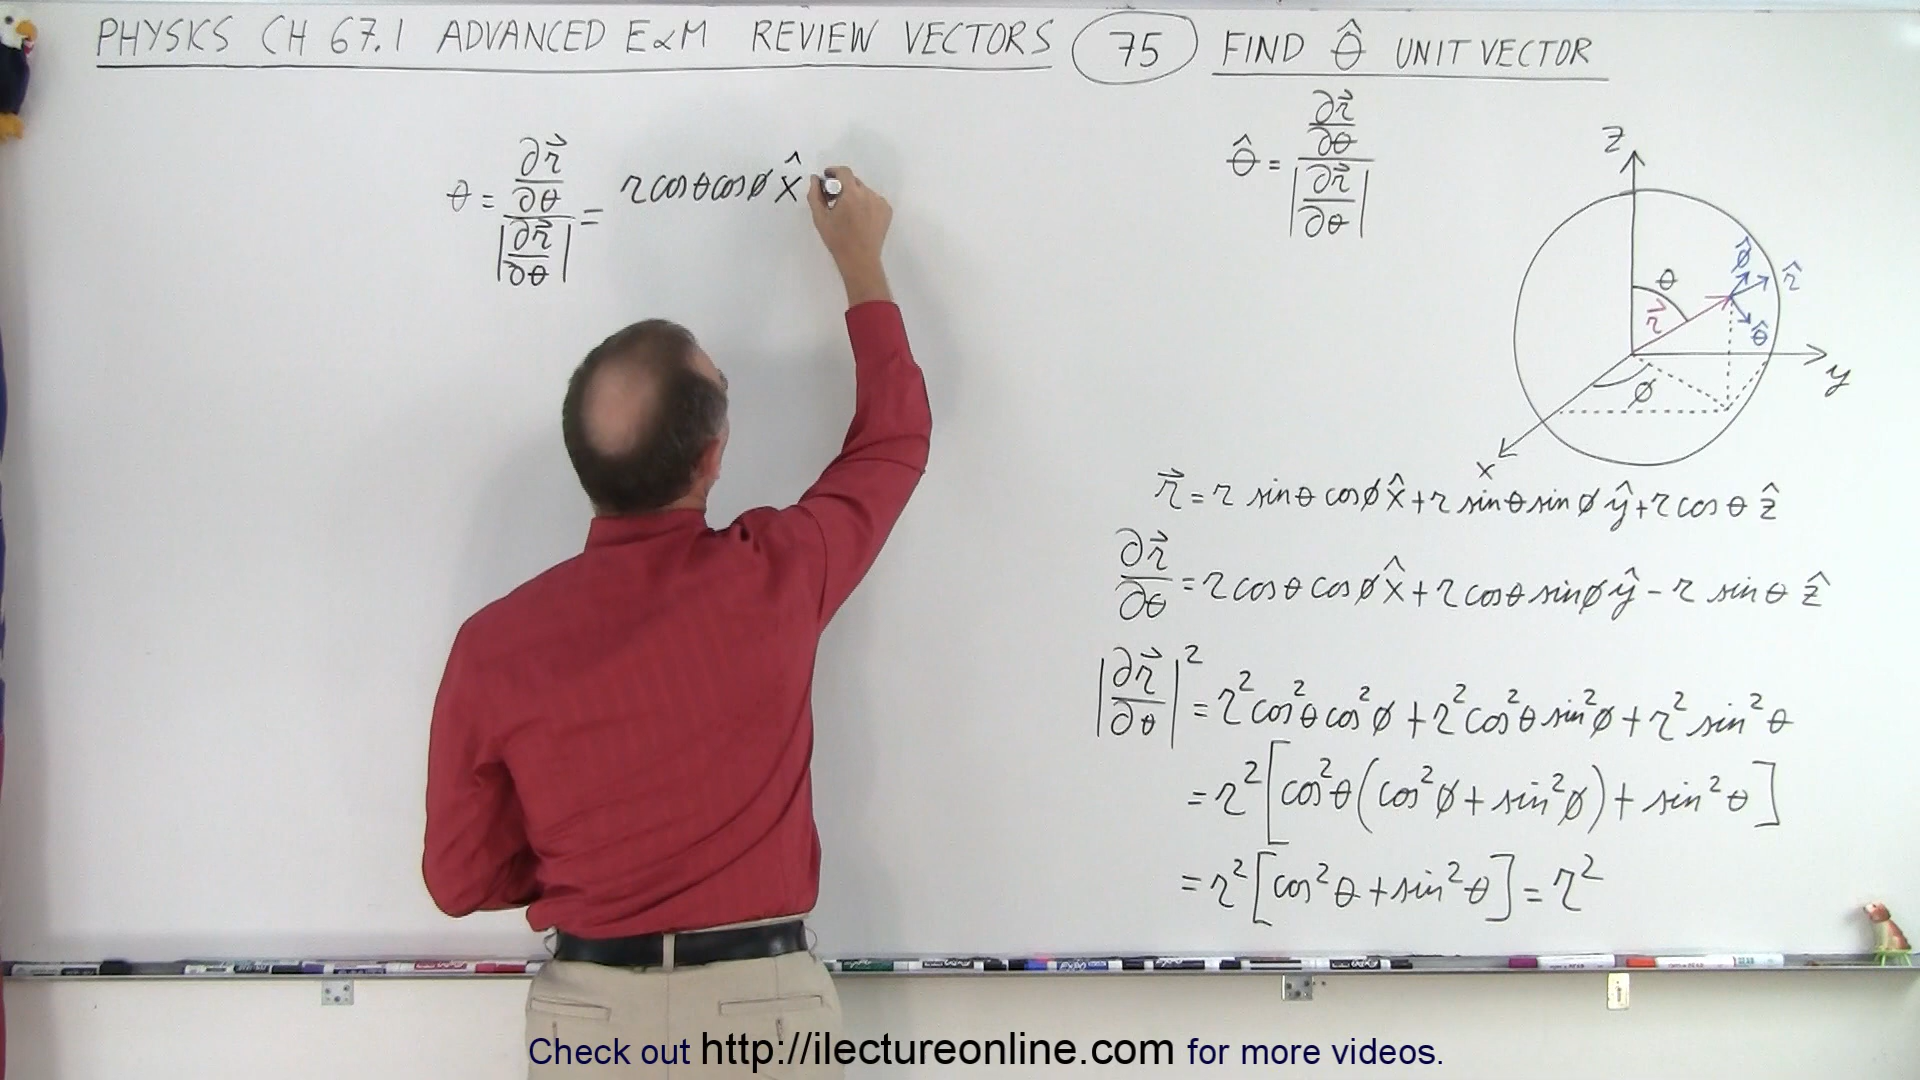 PHYSICS CH 67.1 ADVANCED E&M REVIEW VECTORS 75 FIND θ̂ UNIT VECTOR
θ = (∂r⃗/∂θ)/|∂r⃗/∂θ| = r cosθ cosφ x̂
θ̂ = (∂r⃗/∂θ)/|∂r⃗/∂θ|
z
θ
r⃗
φ̂
r̂
θ̂
y
φ
x
r⃗ = r sinθ cosφ x̂ + r sinθ sinφ ŷ + r cosθ ẑ
∂r⃗/∂θ = r cosθ cosφ x̂ + r cosθ sinφ ŷ - r sinθ ẑ
|∂r⃗/∂θ|² = r² cos²θ cos²φ + r² cos²θ sin²φ + r² sin²θ
= r² [cos²θ (cos²φ + sin²φ) + sin²θ]
= r² [cos²θ + sin²θ] = r²
Check out http://ilectureonline.com for more videos.